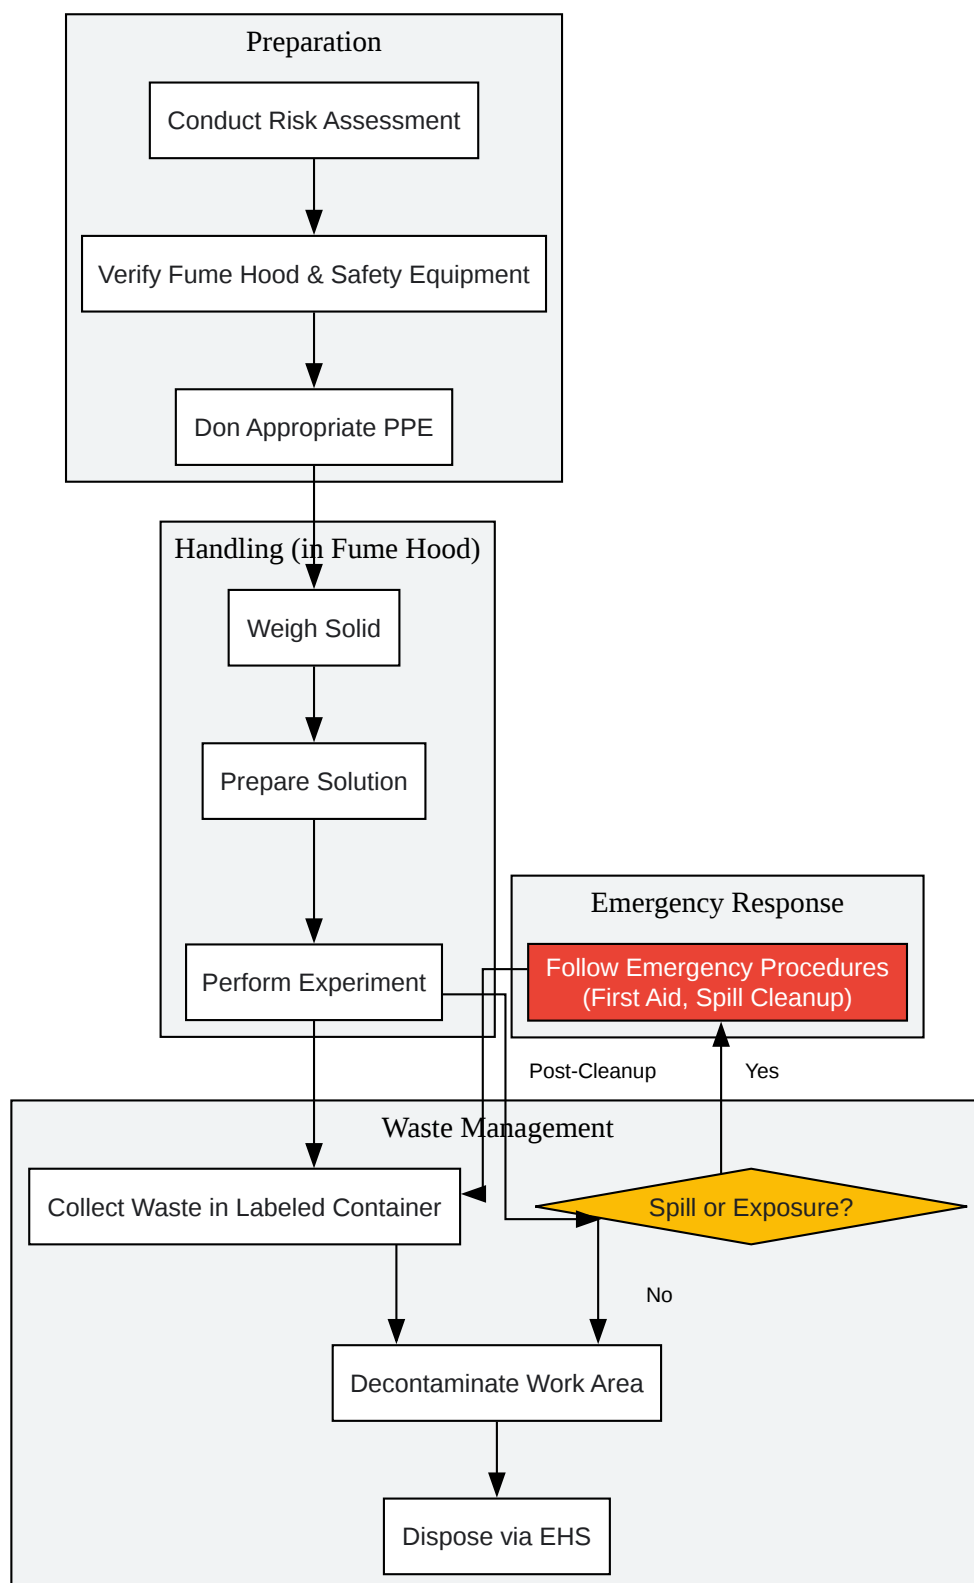 Preparation
Conduct Risk Assessment
Verify Fume Hood & Safety Equipment
Don Appropriate PPE
Handling (in Fume Hood)
Weigh Solid
Prepare Solution
Perform Experiment
Emergency Response
Follow Emergency Procedures
(First Aid, Spill Cleanup)
Post-Cleanup
Yes
Waste Management
Collect Waste in Labeled Container
Spill or Exposure?
No
Decontaminate Work Area
Dispose via EHS